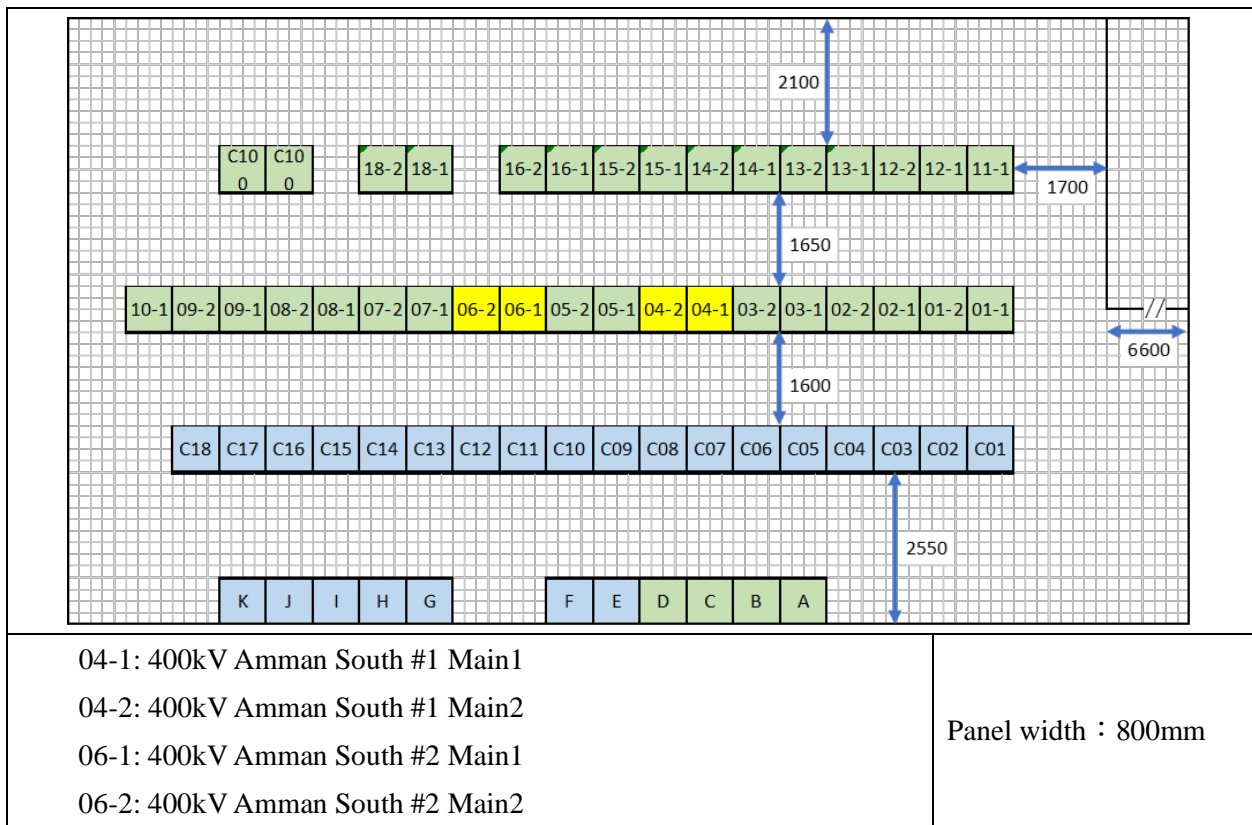 2100
C100 C100 18-2 18-1 16-2 16-1 15-2 15-1 14-2 14-1 13-2 13-1 12-2 12-1 11-1
1700
1650
10-1 09-2 09-1 08-2 08-1 07-2 07-1 06-2 06-1 05-2 05-1 04-2 04-1 03-2 03-1 02-2 02-1 01-2 01-1
6600
1600
C18 C17 C16 C15 C14 C13 C12 C11 C10 C09 C08 C07 C06 C05 C04 C03 C02 C01
2550
K J I H G F E D C B A
04-1: 400kV Amman South #1 Main1
04-2: 400kV Amman South #1 Main2
06-1: 400kV Amman South #2 Main1
06-2: 400kV Amman South #2 Main2
Panel width：800mm